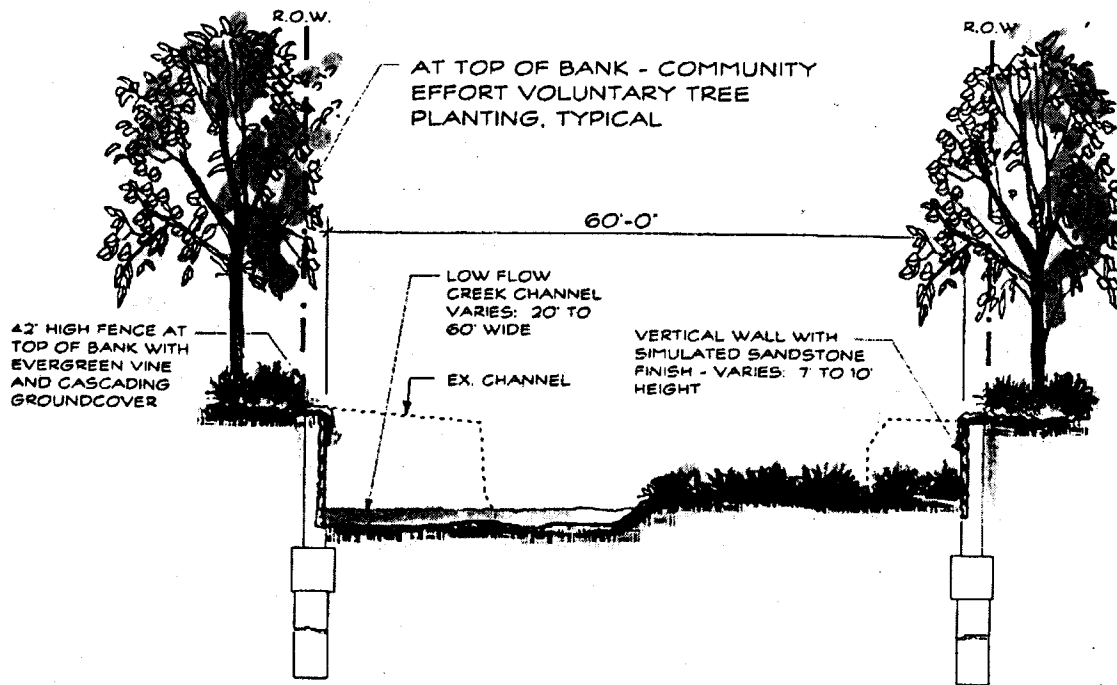 R.O.W.
R.O.W
AT TOP OF BANK - COMMUNITY
EFFORT VOLUNTARY TREE
PLANTING, TYPICAL
60'-0"
LOW FLOW
CREEK CHANNEL
VARIES: 20' TO
60' WIDE
42" HIGH FENCE AT
TOP OF BANK WITH
EVERGREEN VINE
AND CASCADING
GROUNDCOVER
EX. CHANNEL
VERTICAL WALL WITH
SIMULATED SANDSTONE
FINISH - VARIES: 7' TO 10'
HEIGHT